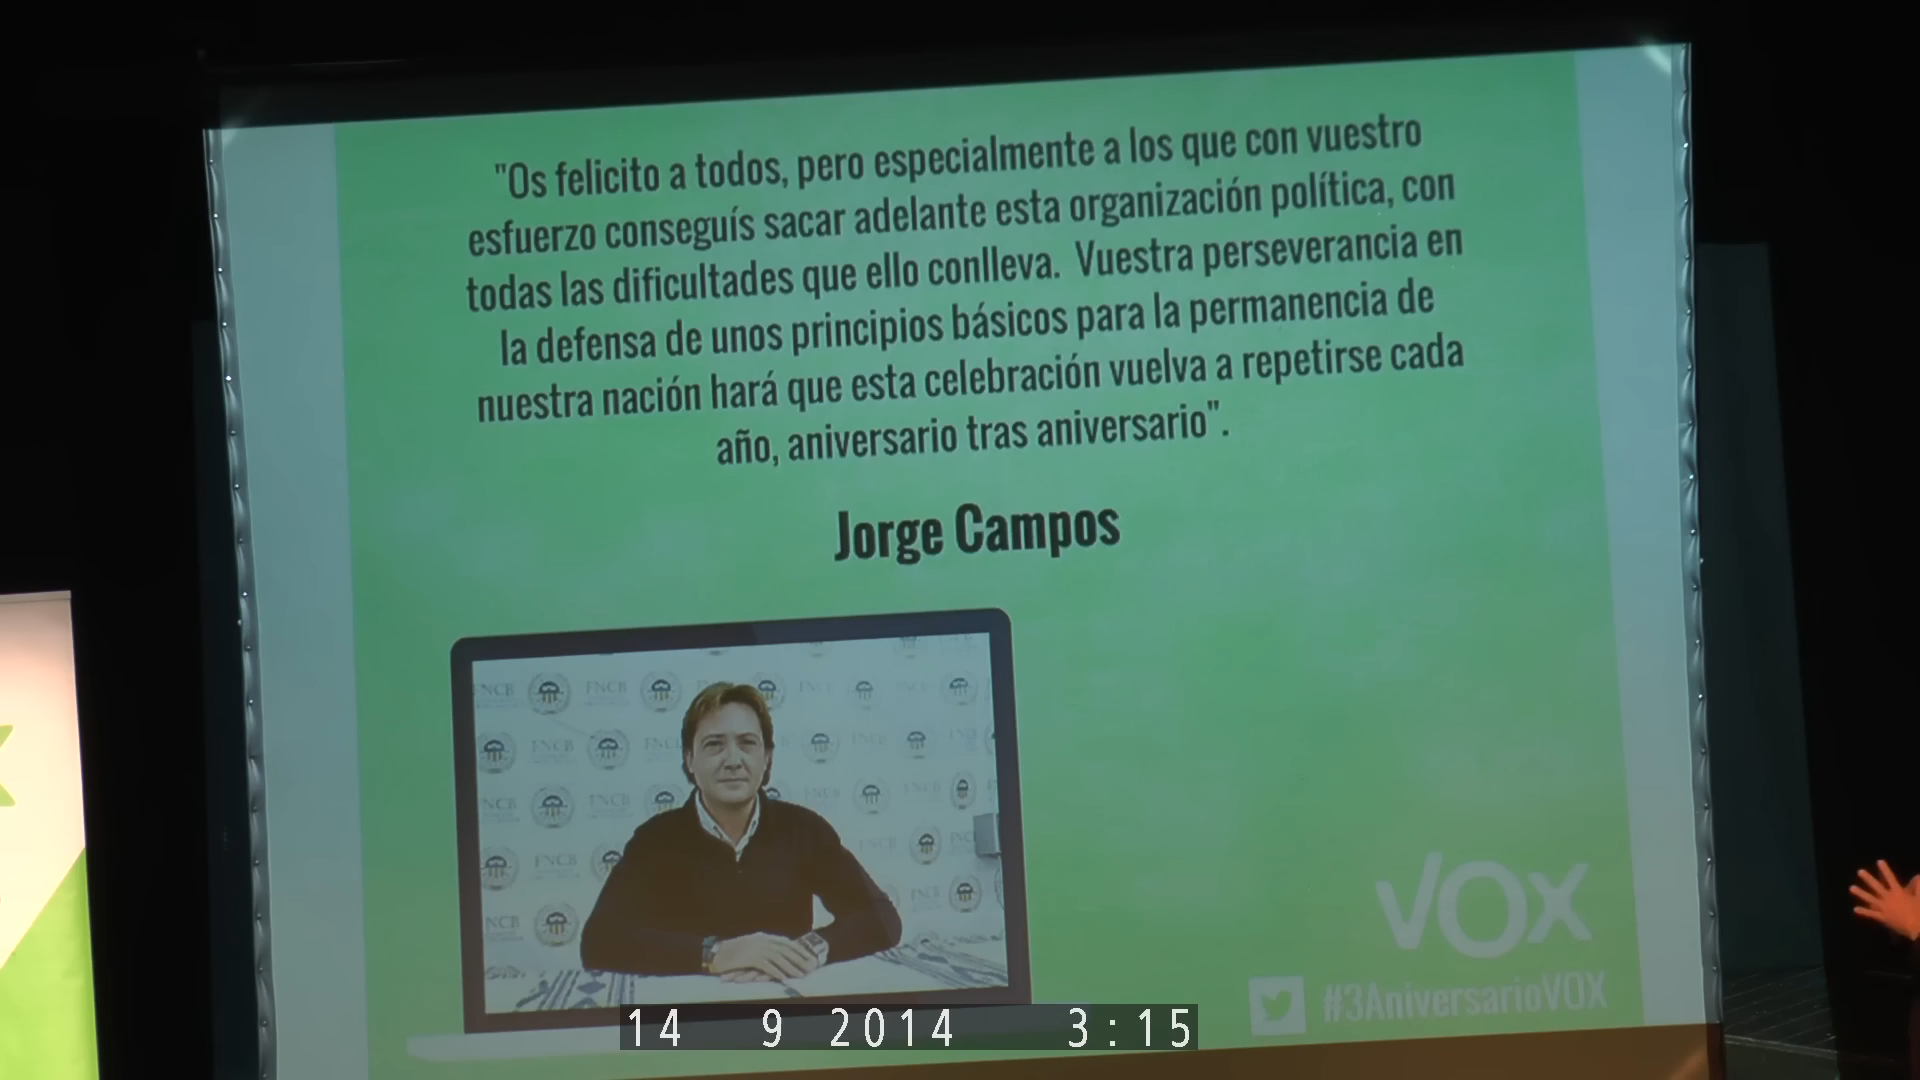 "Os felicito a todos, pero especialmente a los que con vuestro
esfuerzo conseguís sacar adelante esta organización política, con
todas las dificultades que ello conlleva. Vuestra perseverancia en
la defensa de unos principios básicos para la permanencia de
nuestra nación hará que esta celebración vuelva a repetirse cada
año, aniversario tras aniversario".
Jorge Campos
FNCB
VOX
#3AniversarioVOX
14 9 2014 3:15